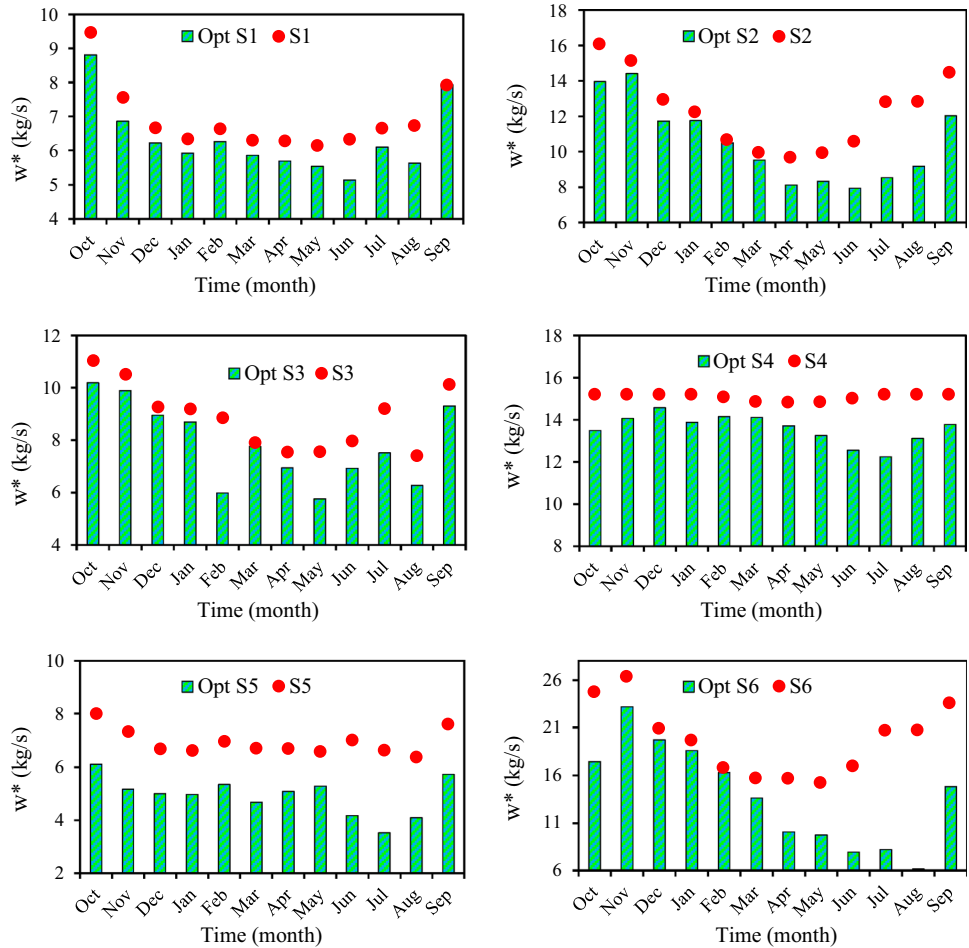 10
9
8
7
6
5
4
w* (kg/s)
Opt S1 S1
Oct Nov Dec Jan Feb Mar Apr May Jun Jul Aug Sep
Time (month)
18
16
14
12
10
8
6
w* (kg/s)
Opt S2 S2
Oct Nov Dec Jan Feb Mar Apr May Jun Jul Aug Sep
Time (month)
12
10
8
6
4
w* (kg/s)
Opt S3 S3
Oct Nov Dec Jan Feb Mar Apr May Jun Jul Aug Sep
Time (month)
18
16
14
12
10
8
w* (kg/s)
Opt S4 S4
Oct Nov Dec Jan Feb Mar Apr May Jun Jul Aug Sep
Time (month)
10
8
6
4
2
w* (kg/s)
Opt S5 S5
Oct Nov Dec Jan Feb Mar Apr May Jun Jul Aug Sep
Time (month)
26
21
16
11
6
w* (kg/s)
Opt S6 S6
Oct Nov Dec Jan Feb Mar Apr May Jun Jul Aug Sep
Time (month)